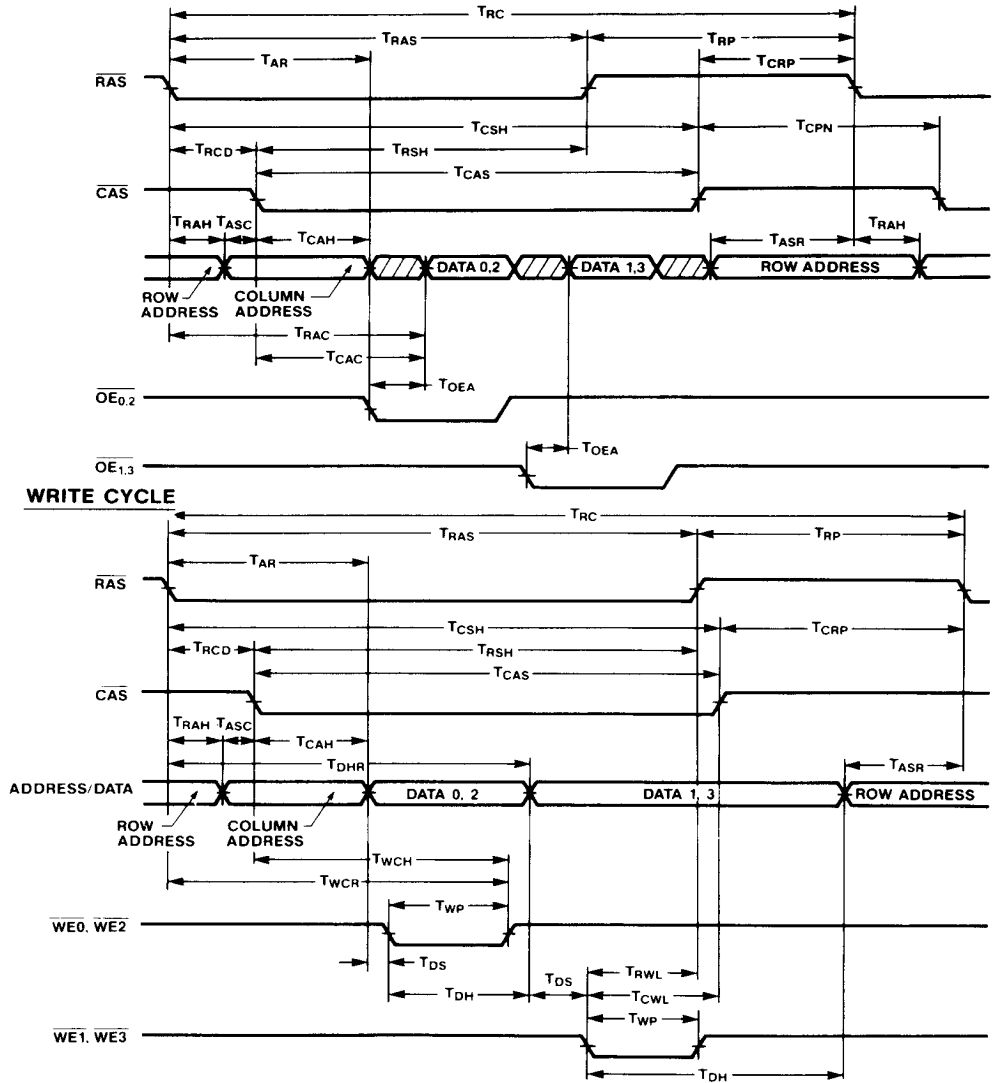 TRC
TRAS TRP
TAR TCRP
RAS
TCSH TCPN
TRCD TRSH
TCAS
CAS
TRAH TASC TCAH TASR TRAH
DATA 0,2 DATA 1,3 ROW ADDRESS
ROW ADDRESS COLUMN ADDRESS
TRAC
TCAC
TOEA
OE0,2
TOEA
OE1,3
WRITE CYCLE
TRC
TRAS TRP
TAR
RAS
TCSH TCRP
TRCD TRSH
TCAS
CAS
TRAH TASC TCAH
TDHR TASR
ADDRESS/DATA DATA 0, 2 DATA 1, 3 ROW ADDRESS
ROW ADDRESS COLUMN ADDRESS
TWCH
TWCR
TWP
WE0, WE2
TDS TDS TRWL
TDH TCWL
TWP
WE1, WE3
TDH